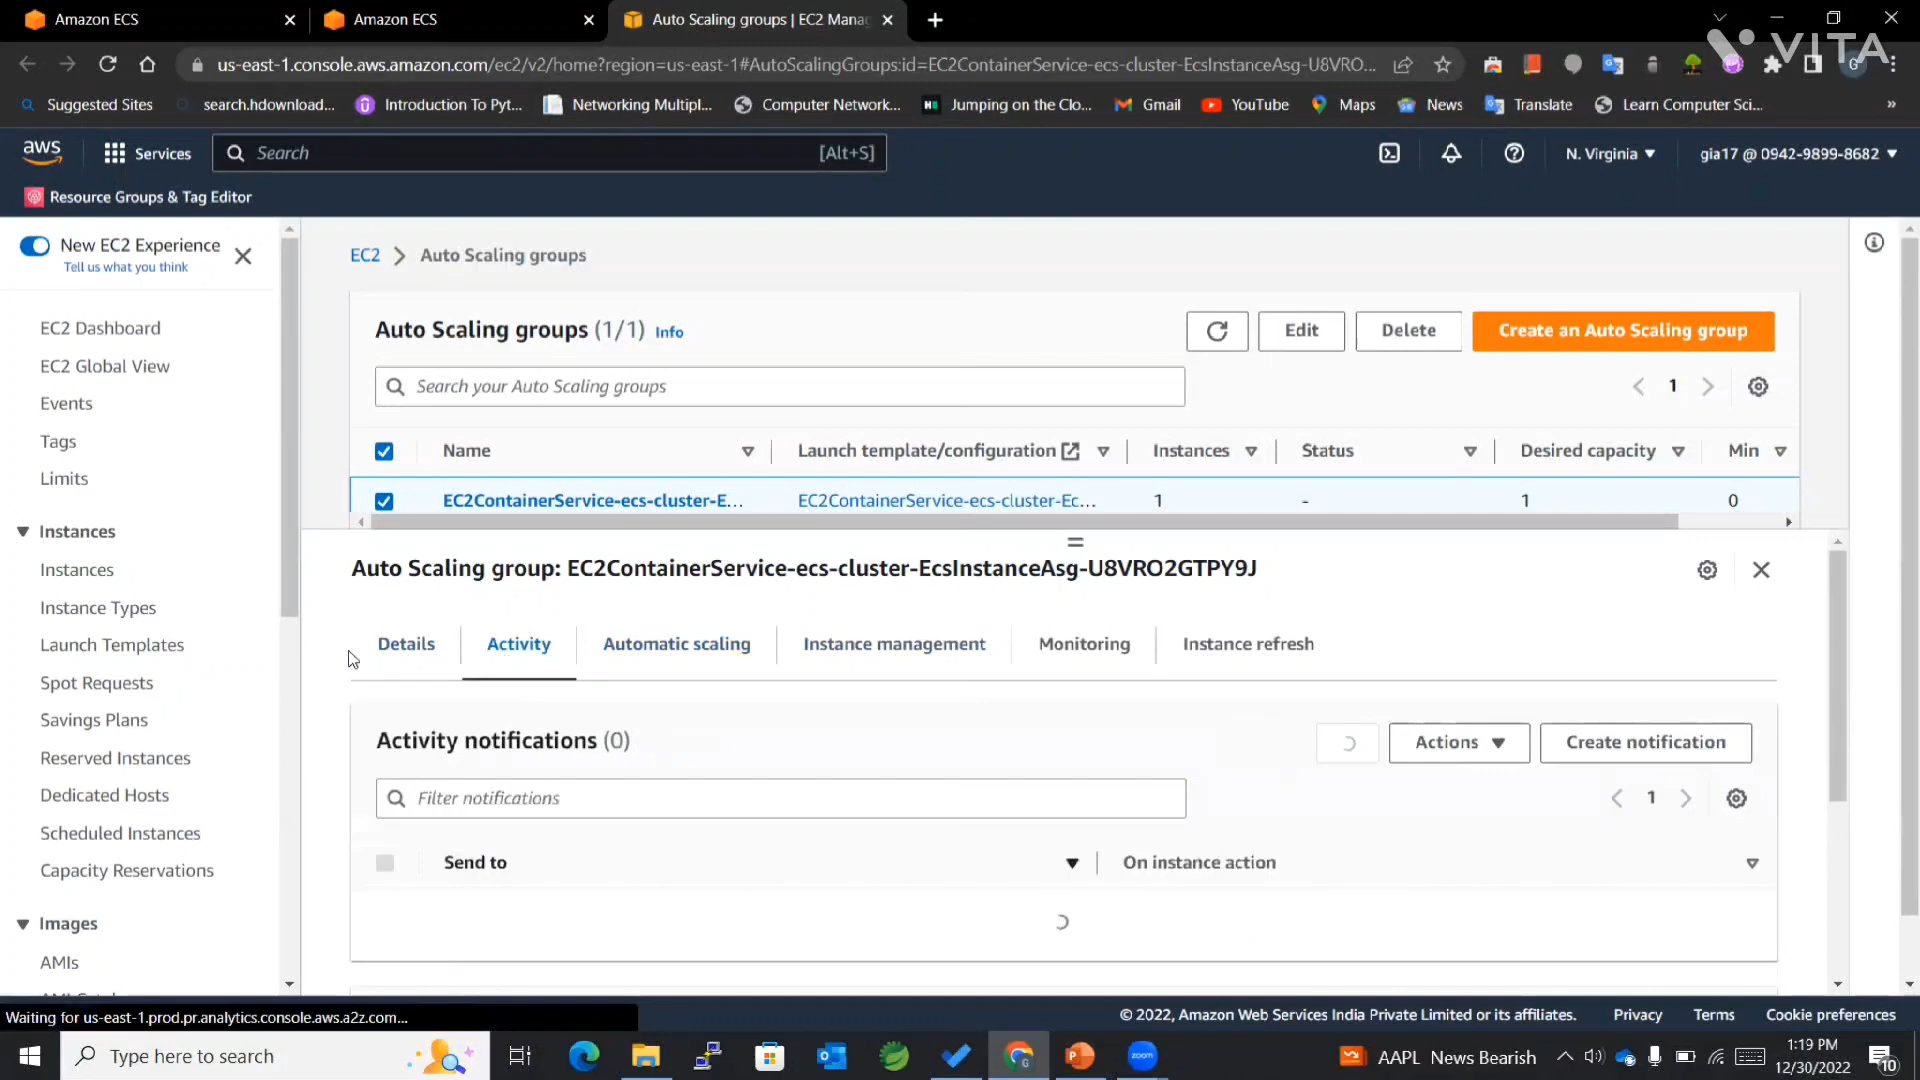 Amazon ECS
Amazon ECS
Auto Scaling groups | EC2 Mana
VITA
us-east-1.console.aws.amazon.com/ec2/v2/home?region=us-east-1#AutoScalingGroups:id=EC2ContainerService-ecs-cluster-EcsInstanceAsg-U8VRO...
Suggested Sites
search.hdownload...
Introduction To Pyt...
Networking Multipl...
Computer Network...
Jumping on the Clo...
Gmail
YouTube
Maps
News
Translate
Learn Computer Sci...
»
aws
Services
Search
[Alt+S]
N. Virginia
gia17 @ 0942-9899-8682
Resource Groups & Tag Editor
New EC2 Experience
Tell us what you think
EC2 Dashboard
EC2 Global View
Events
Tags
Limits
Instances
Instances
Instance Types
Launch Templates
Spot Requests
Savings Plans
Reserved Instances
Dedicated Hosts
Scheduled Instances
Capacity Reservations
Images
AMIs
EC2 > Auto Scaling groups
Auto Scaling groups (1/1) Info
Edit
Delete
Create an Auto Scaling group
Search your Auto Scaling groups
1
Name
Launch template/configuration
Instances
Status
Desired capacity
Min
EC2ContainerService-ecs-cluster-E...
EC2ContainerService-ecs-cluster-Ec...
1
-
1
0
Auto Scaling group: EC2ContainerService-ecs-cluster-EcsInstanceAsg-U8VRO2GTPY9J
Details
Activity
Automatic scaling
Instance management
Monitoring
Instance refresh
Activity notifications (0)
Actions
Create notification
Filter notifications
1
Send to
On instance action
Waiting for us-east-1.prod.pr.analytics.console.aws.a2z.com...
© 2022, Amazon Web Services India Private Limited or its affiliates.
Privacy
Terms
Cookie preferences
Type here to search
zoom
AAPL News Bearish
1:19 PM
12/30/2022
10